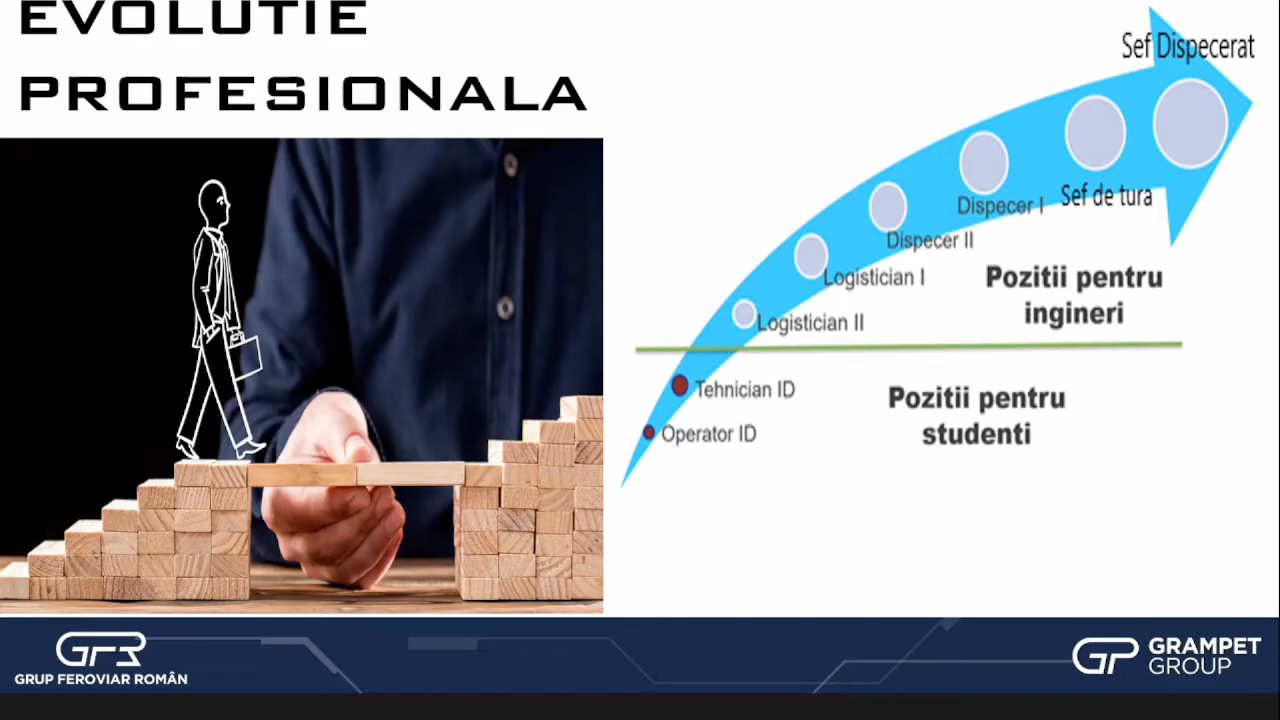 EVOLUTIE
PROFESIONALA
Sef Dispecerat
Sef de tura
Dispecer I
Dispecer II
Logistician I
Logistician II
Pozitii pentru
ingineri
Tehnician ID
Operator ID
Pozitii pentru
studenti
GFR
GRUP FEROVIAR ROMÂN
GP
GRAMPET
GROUP